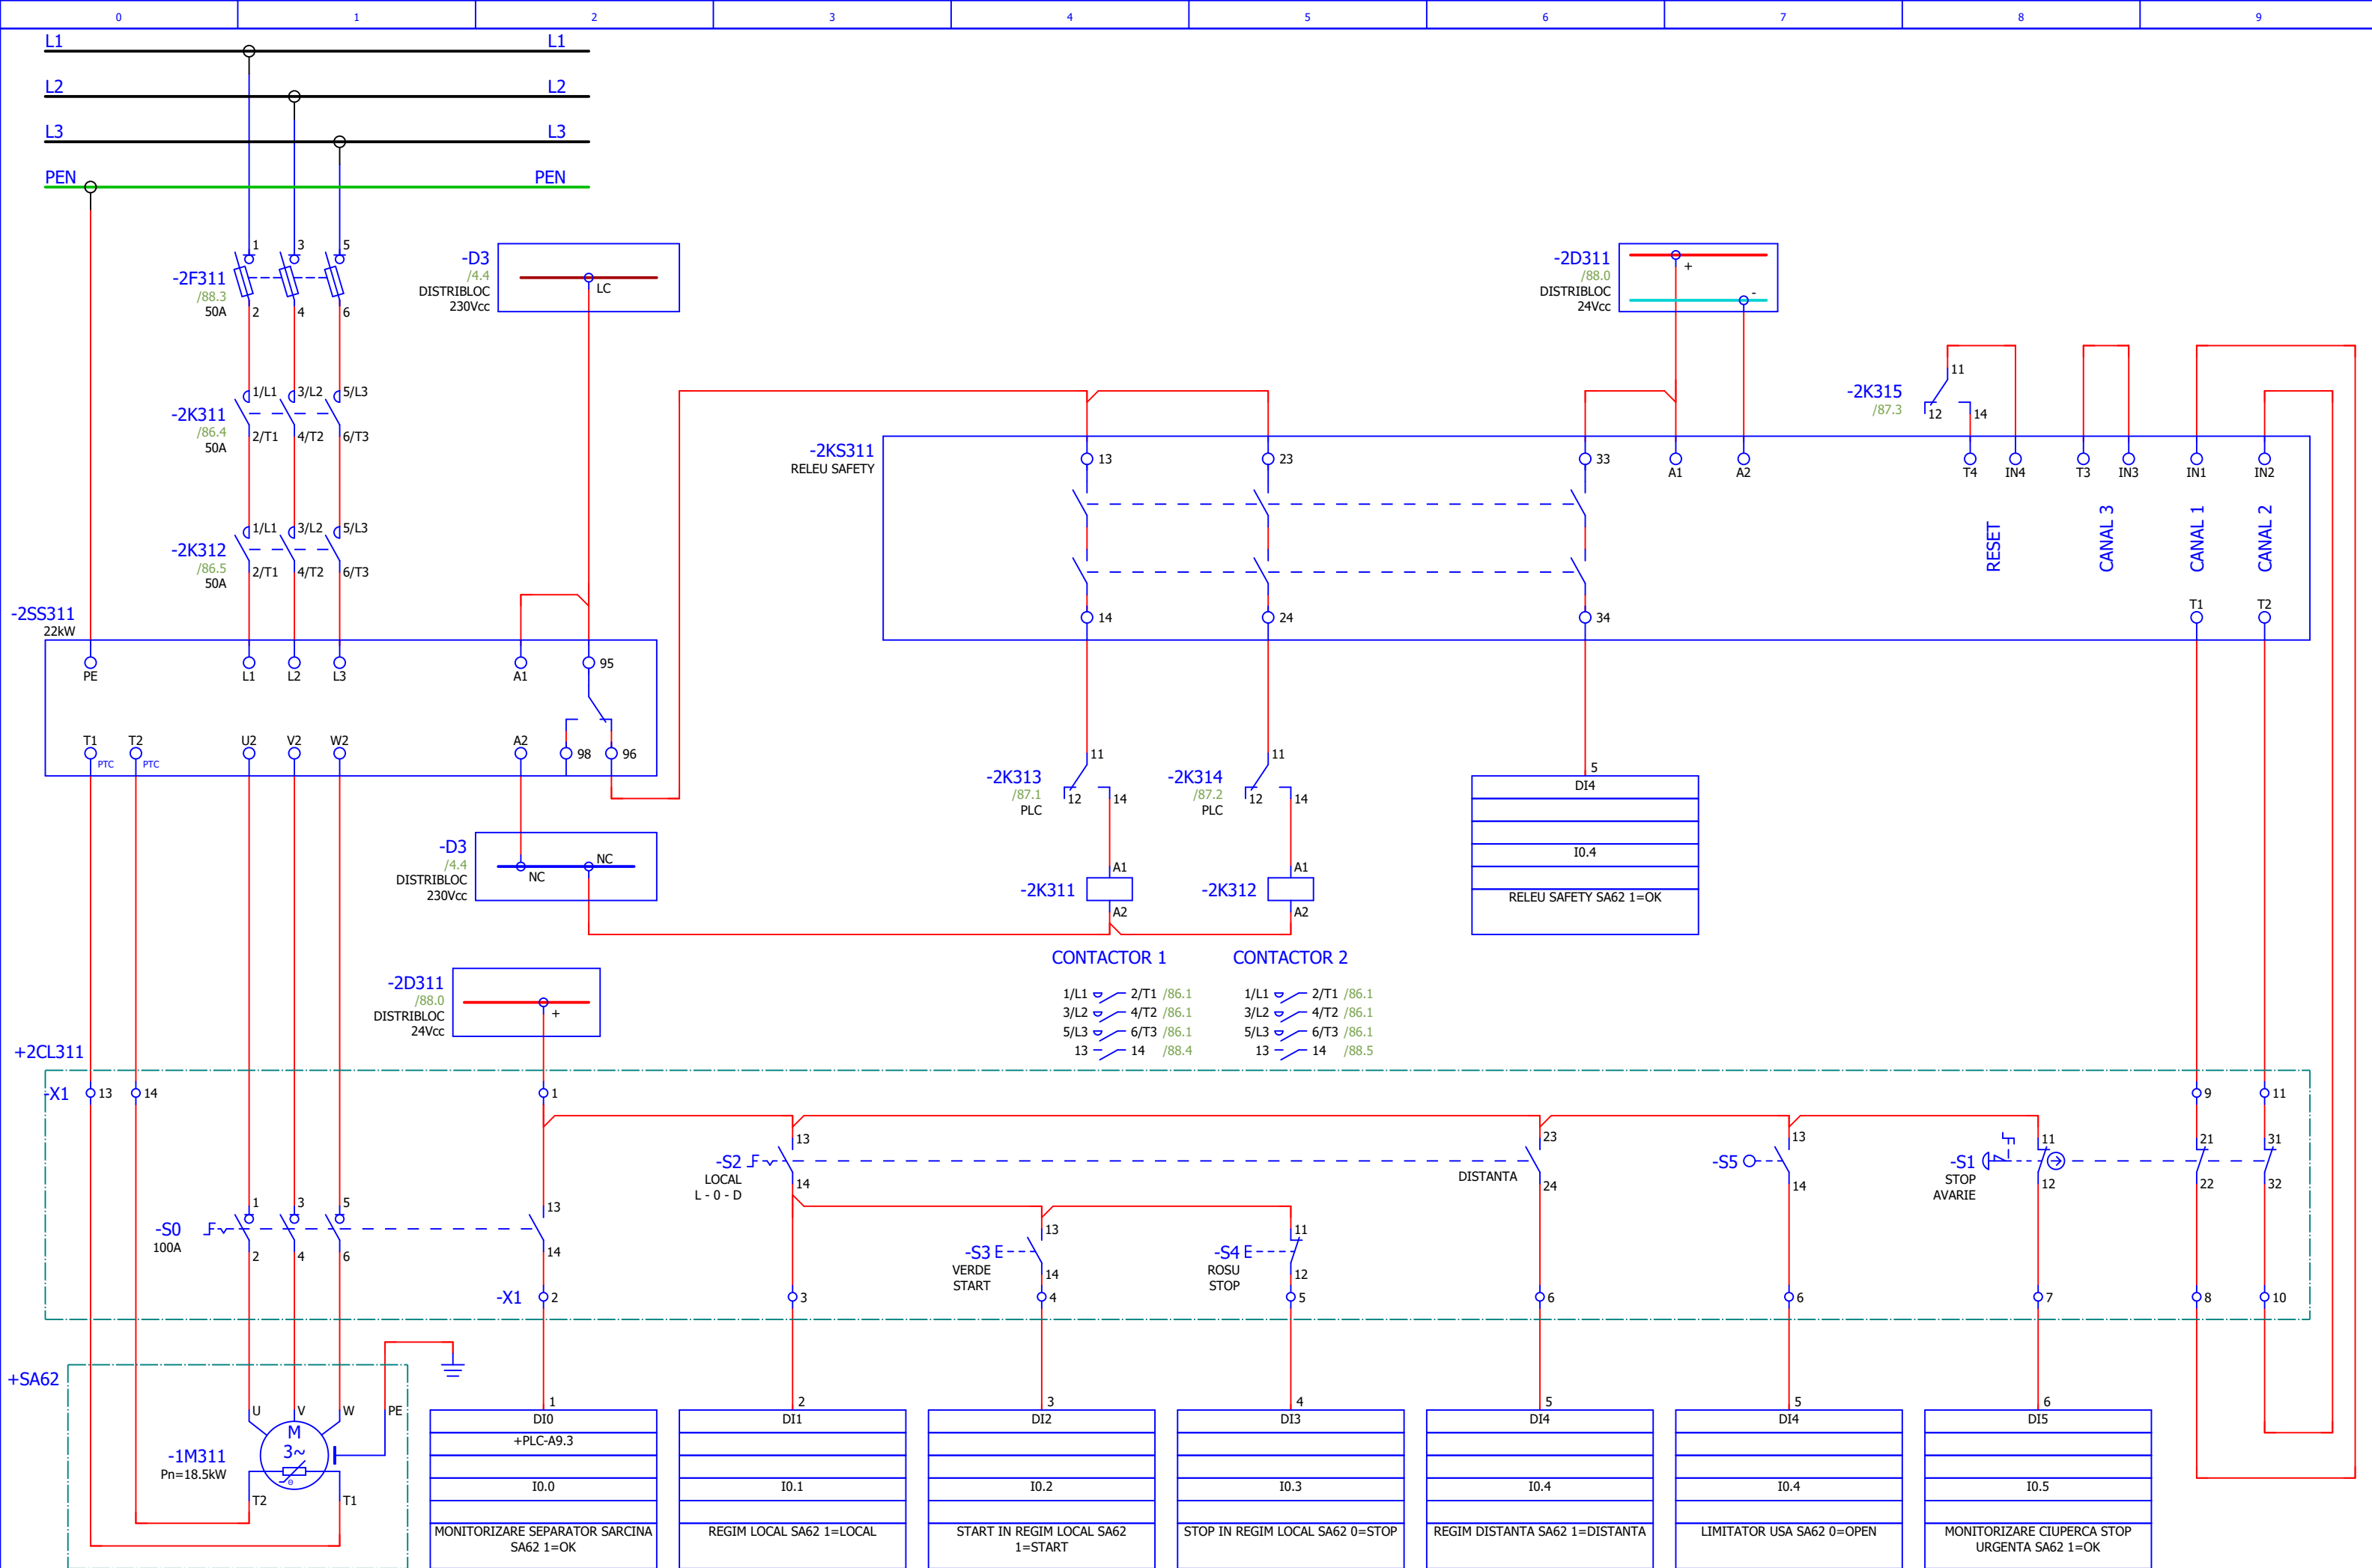 0 1 2 3 4 5 6 7 8 9
L1 L1
L2 L2
L3 L3
PEN PEN
-2F311
/88.3
50A
1 3 5
2 4 6
-D3
/4.4
DISTRIBLOC
230Vcc
LC
-2D311
/88.0
DISTRIBLOC
24Vcc
+
-
-2K311
/86.4
50A
1/L1 3/L2 5/L3
2/T1 4/T2 6/T3
-2K312
/86.5
50A
1/L1 3/L2 5/L3
2/T1 4/T2 6/T3
-2K315
/87.3
11
12 14
-2KS311
RELEU SAFETY
13 23 33 A1 A2 T4 IN4 T3 IN3 IN1 IN2
RESET
CANAL 3
CANAL 1
CANAL 2
14 24 34 T1 T2
-2SS311
22kW
PE L1 L2 L3 A1 95
T1 T2 U2 V2 W2 A2 98 96
PTC PTC
-2K313
/87.1
PLC
11
12 14
-2K314
/87.2
PLC
11
12 14
5
DI4
I0.4
RELEU SAFETY SA62 1=OK
-D3
/4.4
DISTRIBLOC
230Vcc
NC NC
-2K311
A1
A2
-2K312
A1
A2
CONTACTOR 1
1/L1 2/T1 /86.1
3/L2 4/T2 /86.1
5/L3 6/T3 /86.1
13 14 /88.4
CONTACTOR 2
1/L1 2/T1 /86.1
3/L2 4/T2 /86.1
5/L3 6/T3 /86.1
13 14 /88.5
-2D311
/88.0
DISTRIBLOC
24Vcc
+
+2CL311
-X1 13 14 1 9 11
-S2
LOCAL
L - 0 - D
13
14
DISTANTA
23
24
-S5
13
14
-S1
STOP
AVARIE
11
12
21
22
31
32
-S0
100A
1 3 5 13
2 4 6 14
-S3 E
VERDE
START
13
14
-S4 E
ROSU
STOP
11
12
-X1 2 3 4 5 6 6 7 8 10
+SA62
U V W PE
M
3~
-1M311
Pn=18.5kW
T2 T1
1
DI0
+PLC-A9.3
I0.0
MONITORIZARE SEPARATOR SARCINA
SA62 1=OK
2
DI1
I0.1
REGIM LOCAL SA62 1=LOCAL
3
DI2
I0.2
START IN REGIM LOCAL SA62
1=START
4
DI3
I0.3
STOP IN REGIM LOCAL SA62 0=STOP
5
DI4
I0.4
REGIM DISTANTA SA62 1=DISTANTA
5
DI4
I0.4
LIMITATOR USA SA62 0=OPEN
6
DI5
I0.5
MONITORIZARE CIUPERCA STOP
URGENTA SA62 1=OK